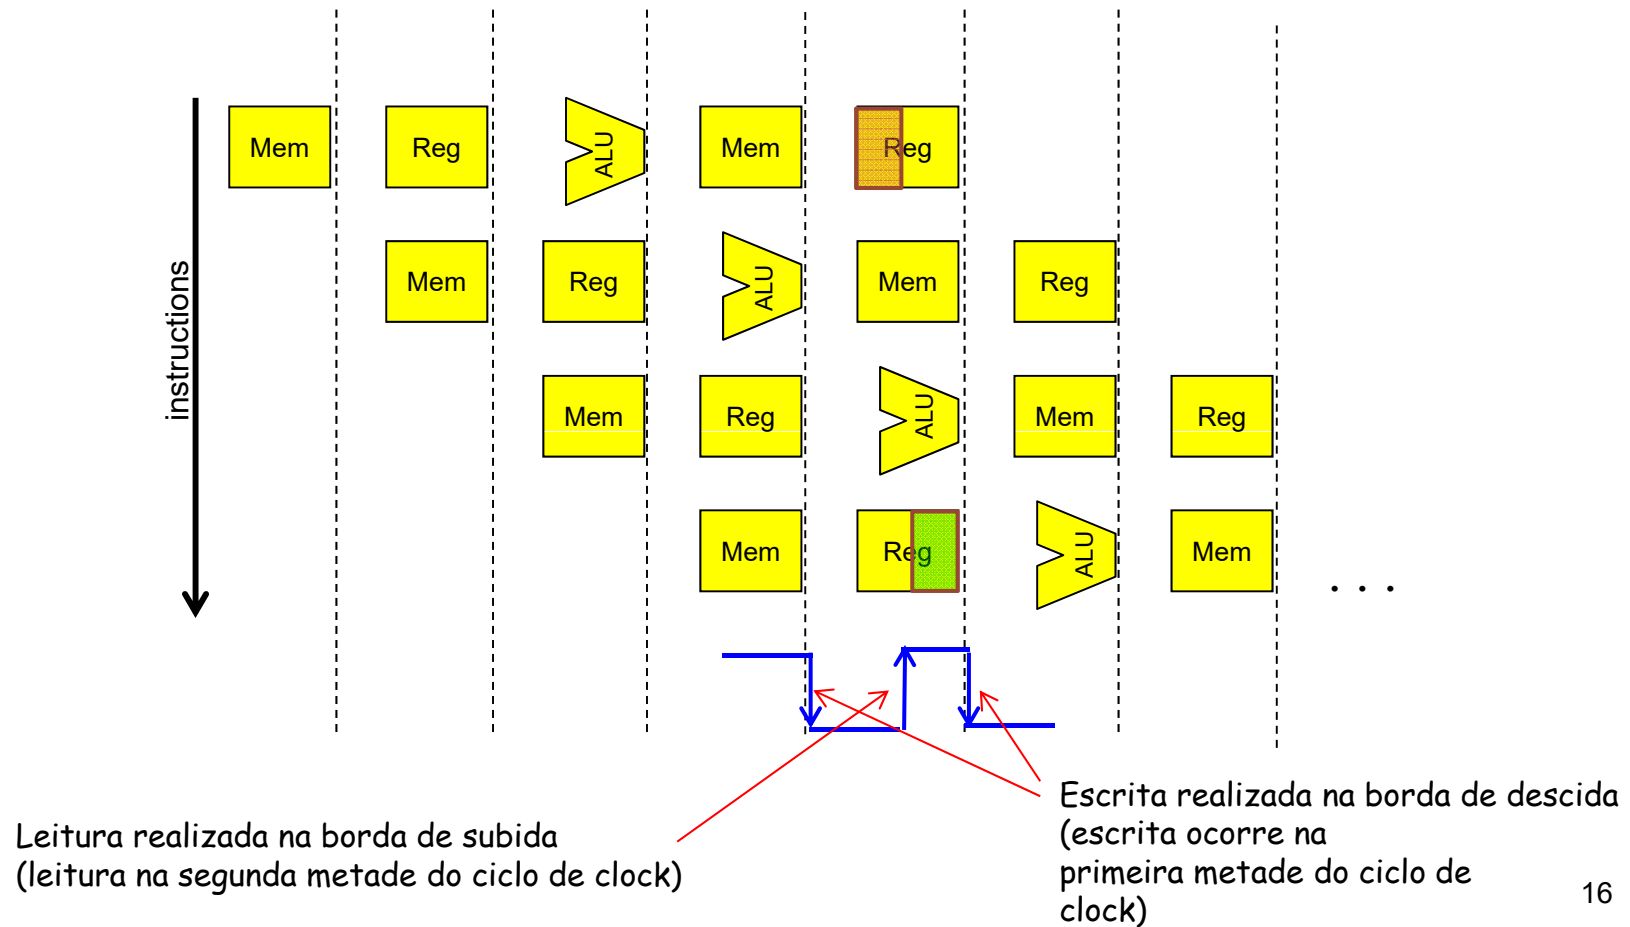 Mem Reg ALU Mem Reg
Mem Reg ALU Mem Reg
instructions
Mem Reg ALU Mem Reg
Mem Reg ALU Mem
. . .
Escrita realizada na borda de descida
(escrita ocorre na
primeira metade do ciclo de
clock)
Leitura realizada na borda de subida
(leitura na segunda metade do ciclo de clock)
16